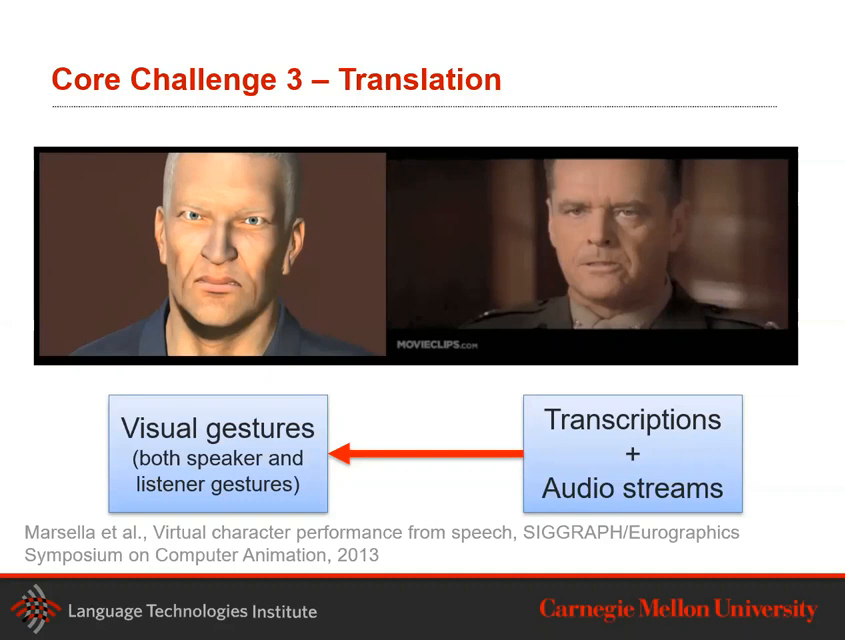 Core Challenge 3 – Translation
MOVIECLIPS.COM
Visual gestures
(both speaker and
listener gestures)
Transcriptions
+
Audio streams
Marsella et al., Virtual character performance from speech, SIGGRAPH/Eurographics
Symposium on Computer Animation, 2013
Language Technologies Institute
Carnegie Mellon University